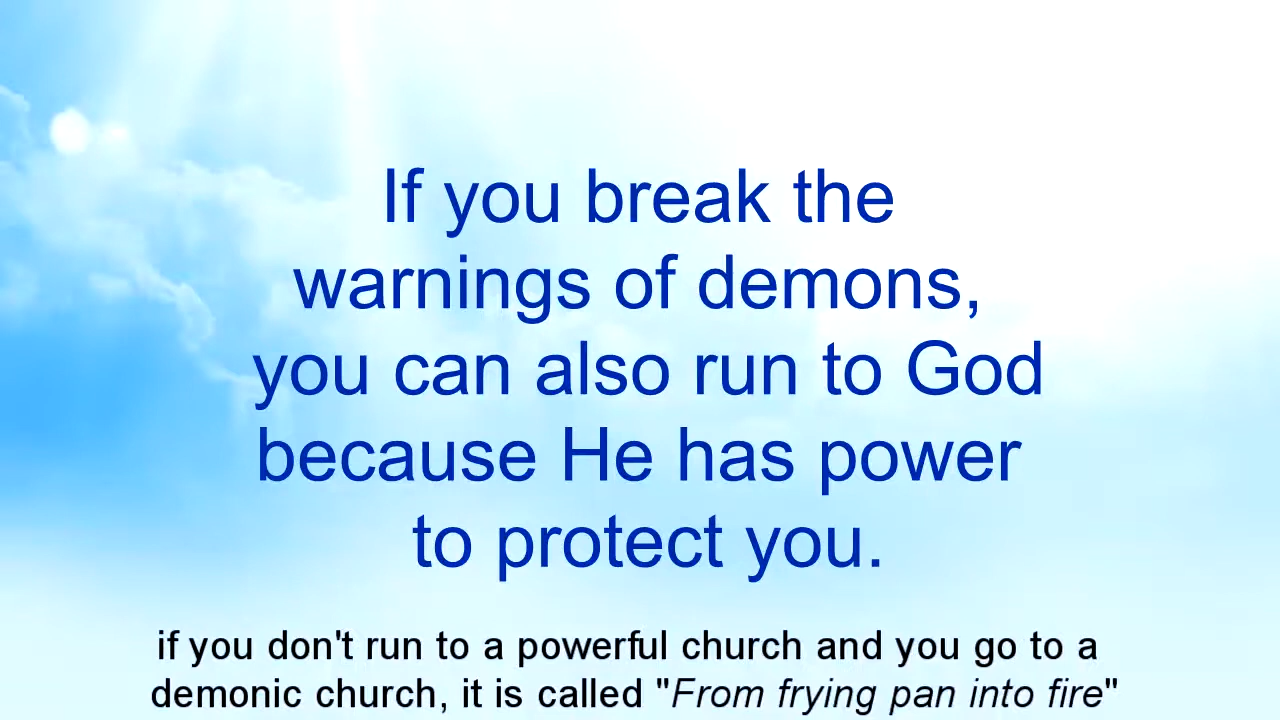 If you break the
warnings of demons,
you can also run to God
because He has power
to protect you.
if you don't run to a powerful church and you go to a
demonic church, it is called "From frying pan into fire"